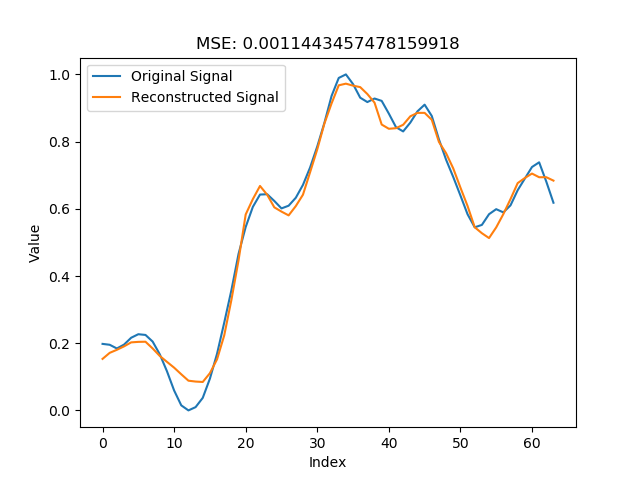 MSE: 0.0011443457478159918
Original Signal
Reconstructed Signal
1.0
0.8
0.6
0.4
0.2
0.0
Value
0 10 20 30 40 50 60
Index